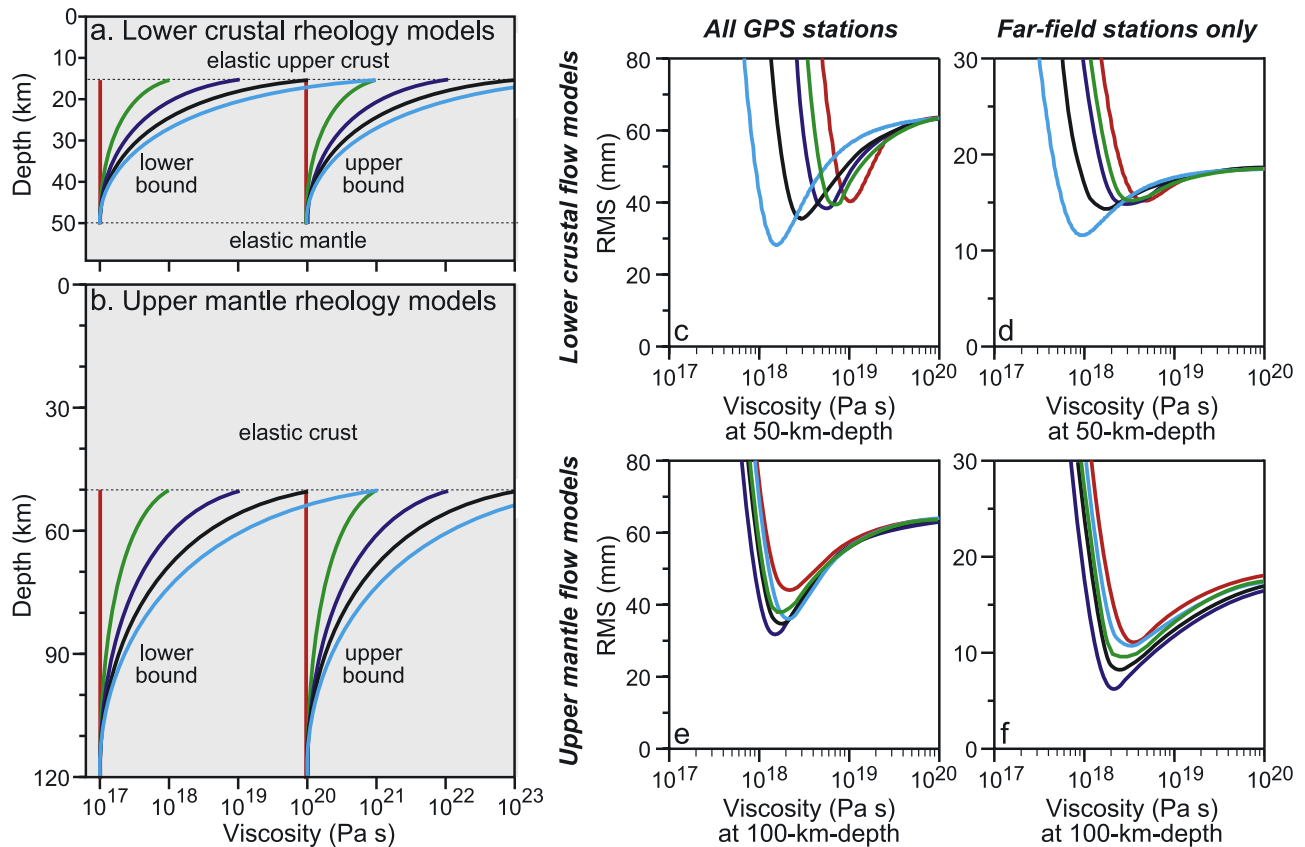 a. Lower crustal rheology models
elastic upper crust
lower
bound
upper
bound
elastic mantle
Depth (km)
0
10
20
30
40
50
60
b. Upper mantle rheology models
elastic crust
lower
bound
upper
bound
Depth (km)
0
30
60
90
120
10^17 10^18 10^19 10^20 10^21 10^22 10^23
Viscosity (Pa s)
All GPS stations
Far-field stations only
Lower crustal flow models
RMS (mm)
80
60
40
20
0
c
10^17 10^18 10^19 10^20
Viscosity (Pa s)
at 50-km-depth
30
20
10
0
d
10^17 10^18 10^19 10^20
Viscosity (Pa s)
at 50-km-depth
Upper mantle flow models
RMS (mm)
80
60
40
20
0
e
10^17 10^18 10^19 10^20
Viscosity (Pa s)
at 100-km-depth
30
20
10
0
f
10^17 10^18 10^19 10^20
Viscosity (Pa s)
at 100-km-depth